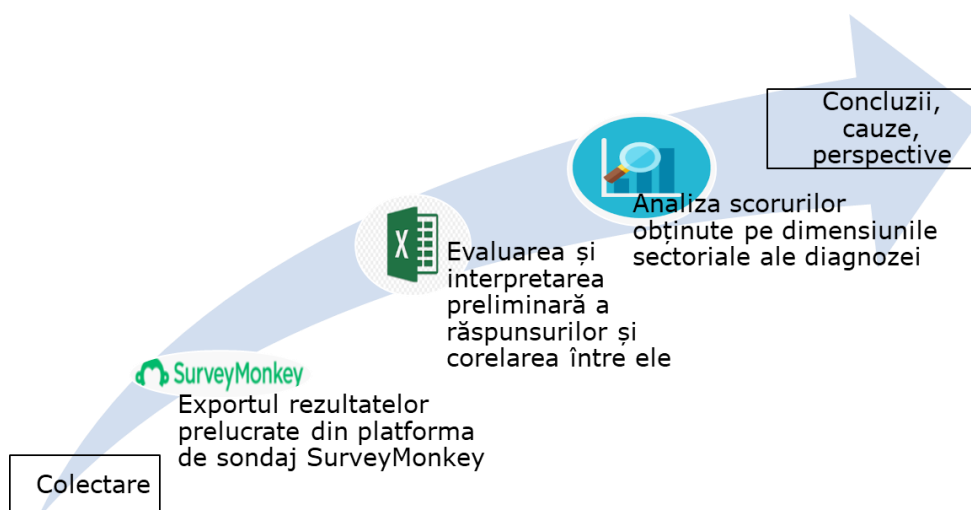 Colectare
SurveyMonkey
Exportul rezultatelor
prelucrate din platforma
de sondaj SurveyMonkey
X
Evaluarea și
interpretarea
preliminară a
răspunsurilor și
corelarea între ele
Analiza scorurilor
obținute pe dimensiunile
sectoriale ale diagnozei
Concluzii,
cauze,
perspective